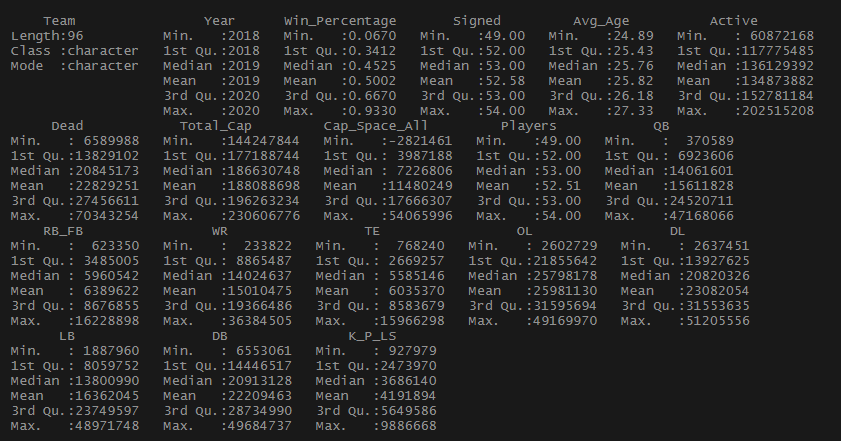 Team                Year      Win_Percentage       Signed         Avg_Age          Active
Length:96          Min.   :2018   Min.   :0.0670   Min.   :49.00   Min.   :24.89   Min.   : 60872168
Class :character   1st Qu.:2018   1st Qu.:0.3412   1st Qu.:52.00   1st Qu.:25.43   1st Qu.:117775485
Mode  :character   Median :2019   Median :0.4525   Median :53.00   Median :25.76   Median :136129392
                   Mean   :2019   Mean   :0.5002   Mean   :52.58   Mean   :25.82   Mean   :134873882
                   3rd Qu.:2020   3rd Qu.:0.6670   3rd Qu.:53.00   3rd Qu.:26.18   3rd Qu.:152781184
                   Max.   :2020   Max.   :0.9330   Max.   :54.00   Max.   :27.33   Max.   :202515208
     Dead            Total_Cap         Cap_Space_All         Players            QB
Min.   : 6589988   Min.   :144247844   Min.   :-2821461   Min.   :49.00   Min.   :  370589
1st Qu.:13829102   1st Qu.:177188744   1st Qu.: 3987188   1st Qu.:52.00   1st Qu.: 6923606
Median :20845173   Median :186630748   Median : 7226806   Median :53.00   Median :14061601
Mean   :22829251   Mean   :188088698   Mean   :11480249   Mean   :52.51   Mean   :15611828
3rd Qu.:27456611   3rd Qu.:196263234   3rd Qu.:17666307   3rd Qu.:53.00   3rd Qu.:24520711
Max.   :70343254   Max.   :230606776   Max.   :54065996   Max.   :54.00   Max.   :47168066
    RB_FB                WR                 TE                 OL                 DL
Min.   :  623350   Min.   :  233822   Min.   :  768240   Min.   : 2602729   Min.   : 2637451
1st Qu.: 3485005   1st Qu.: 8865487   1st Qu.: 2669257   1st Qu.:21855642   1st Qu.:13927625
Median : 5960542   Median :14024637   Median : 5585146   Median :25798178   Median :20820326
Mean   : 6389622   Mean   :15010475   Mean   : 6035370   Mean   :25981130   Mean   :23082054
3rd Qu.: 8676855   3rd Qu.:19366486   3rd Qu.: 8583679   3rd Qu.:31595694   3rd Qu.:31553635
Max.   :16228898   Max.   :36384505   Max.   :15966298   Max.   :49169970   Max.   :51205556
      LB                 DB               K_P_LS
Min.   : 1887960   Min.   : 6553061   Min.   : 927979
1st Qu.: 8059752   1st Qu.:14446517   1st Qu.:2473970
Median :13800990   Median :20913128   Median :3686140
Mean   :16362045   Mean   :22209463   Mean   :4191894
3rd Qu.:23749597   3rd Qu.:28734990   3rd Qu.:5649586
Max.   :48971748   Max.   :49684737   Max.   :9886668